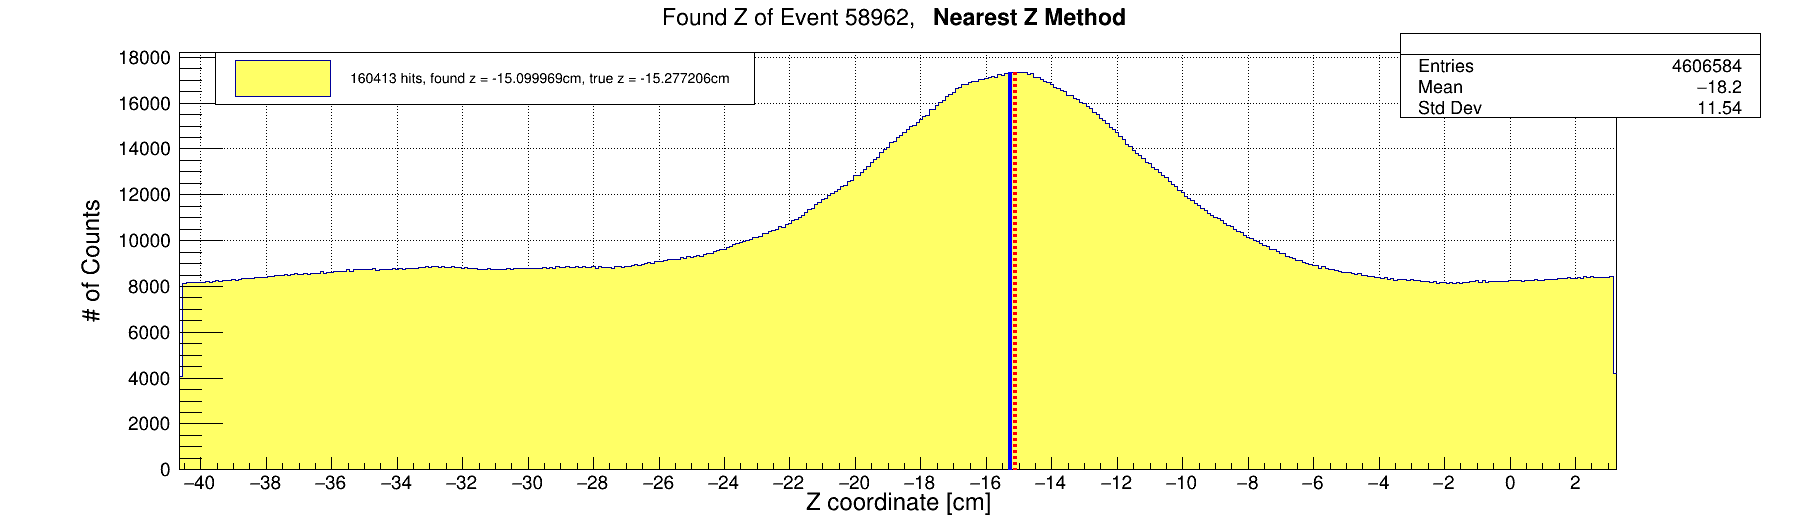 Found Z of Event 58962, Nearest Z Method
160413 hits, found z = -15.099969cm, true z = -15.277206cm
Entries 4606584
Mean −18.2
Std Dev 11.54
# of Counts
18000
16000
14000
12000
10000
8000
6000
4000
2000
0
−40 −38 −36 −34 −32 −30 −28 −26 −24 −22 −20 −18 −16 −14 −12 −10 −8 −6 −4 −2 0 2
Z coordinate [cm]